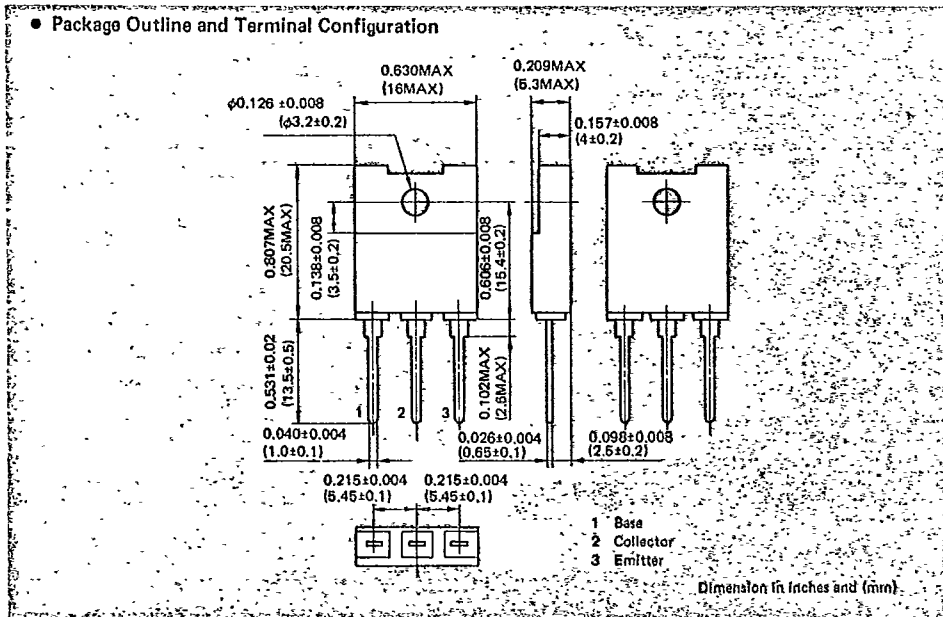 ● Package Outline and Terminal Configuration
0.630MAX
(16MAX)
0.209MAX
(5.3MAX)
φ0.126 ±0.008
(φ3.2±0.2)
0.157±0.008
(4±0.2)
0.807MAX
(20.5MAX)
0.138±0.008
(3.5±0.2)
0.606±0.008
(15.4±0.2)
0.531±0.02
(13.5±0.5)
0.102MAX
(2.6MAX)
1
2
3
0.040±0.004
(1.0±0.1)
0.026±0.004
(0.65±0.1)
0.098±0.008
(2.5±0.2)
0.215±0.004
(5.45±0.1)
0.215±0.004
(5.45±0.1)
1 Base
2 Collector
3 Emitter
Dimension in inches and (mm)